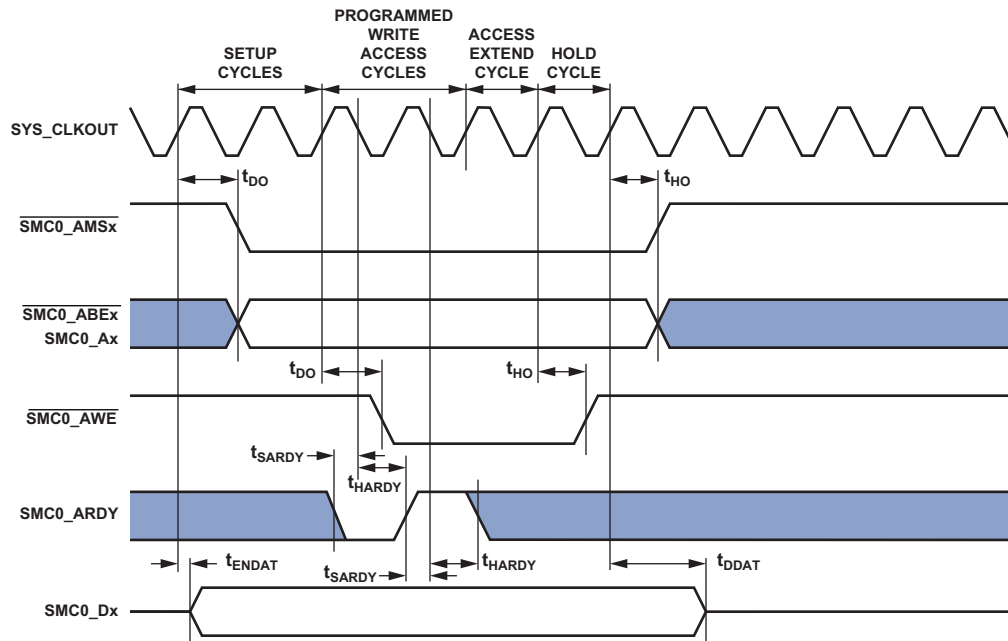 PROGRAMMED
WRITE
ACCESS
CYCLES
SETUP
CYCLES
ACCESS
EXTEND
CYCLE
HOLD
CYCLE
SYS_CLKOUT
tDO
tHO
SMC0_AMSx
SMC0_ABEx
SMC0_Ax
tDO
tHO
SMC0_AWE
tSARDY
tHARDY
SMC0_ARDY
tENDAT
tSARDY
tHARDY
tDDAT
SMC0_Dx